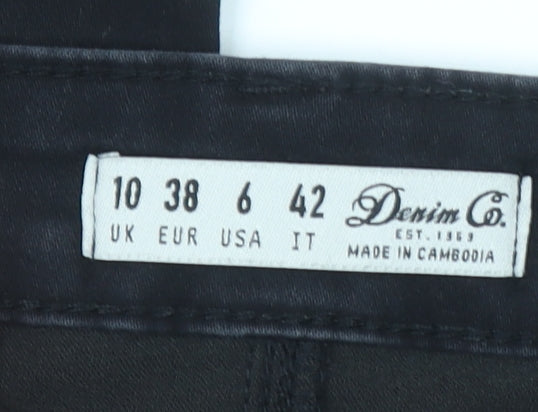 10 38 6 42
UK EUR USA IT
Denim Co.
EST. 1969
MADE IN CAMBODIA